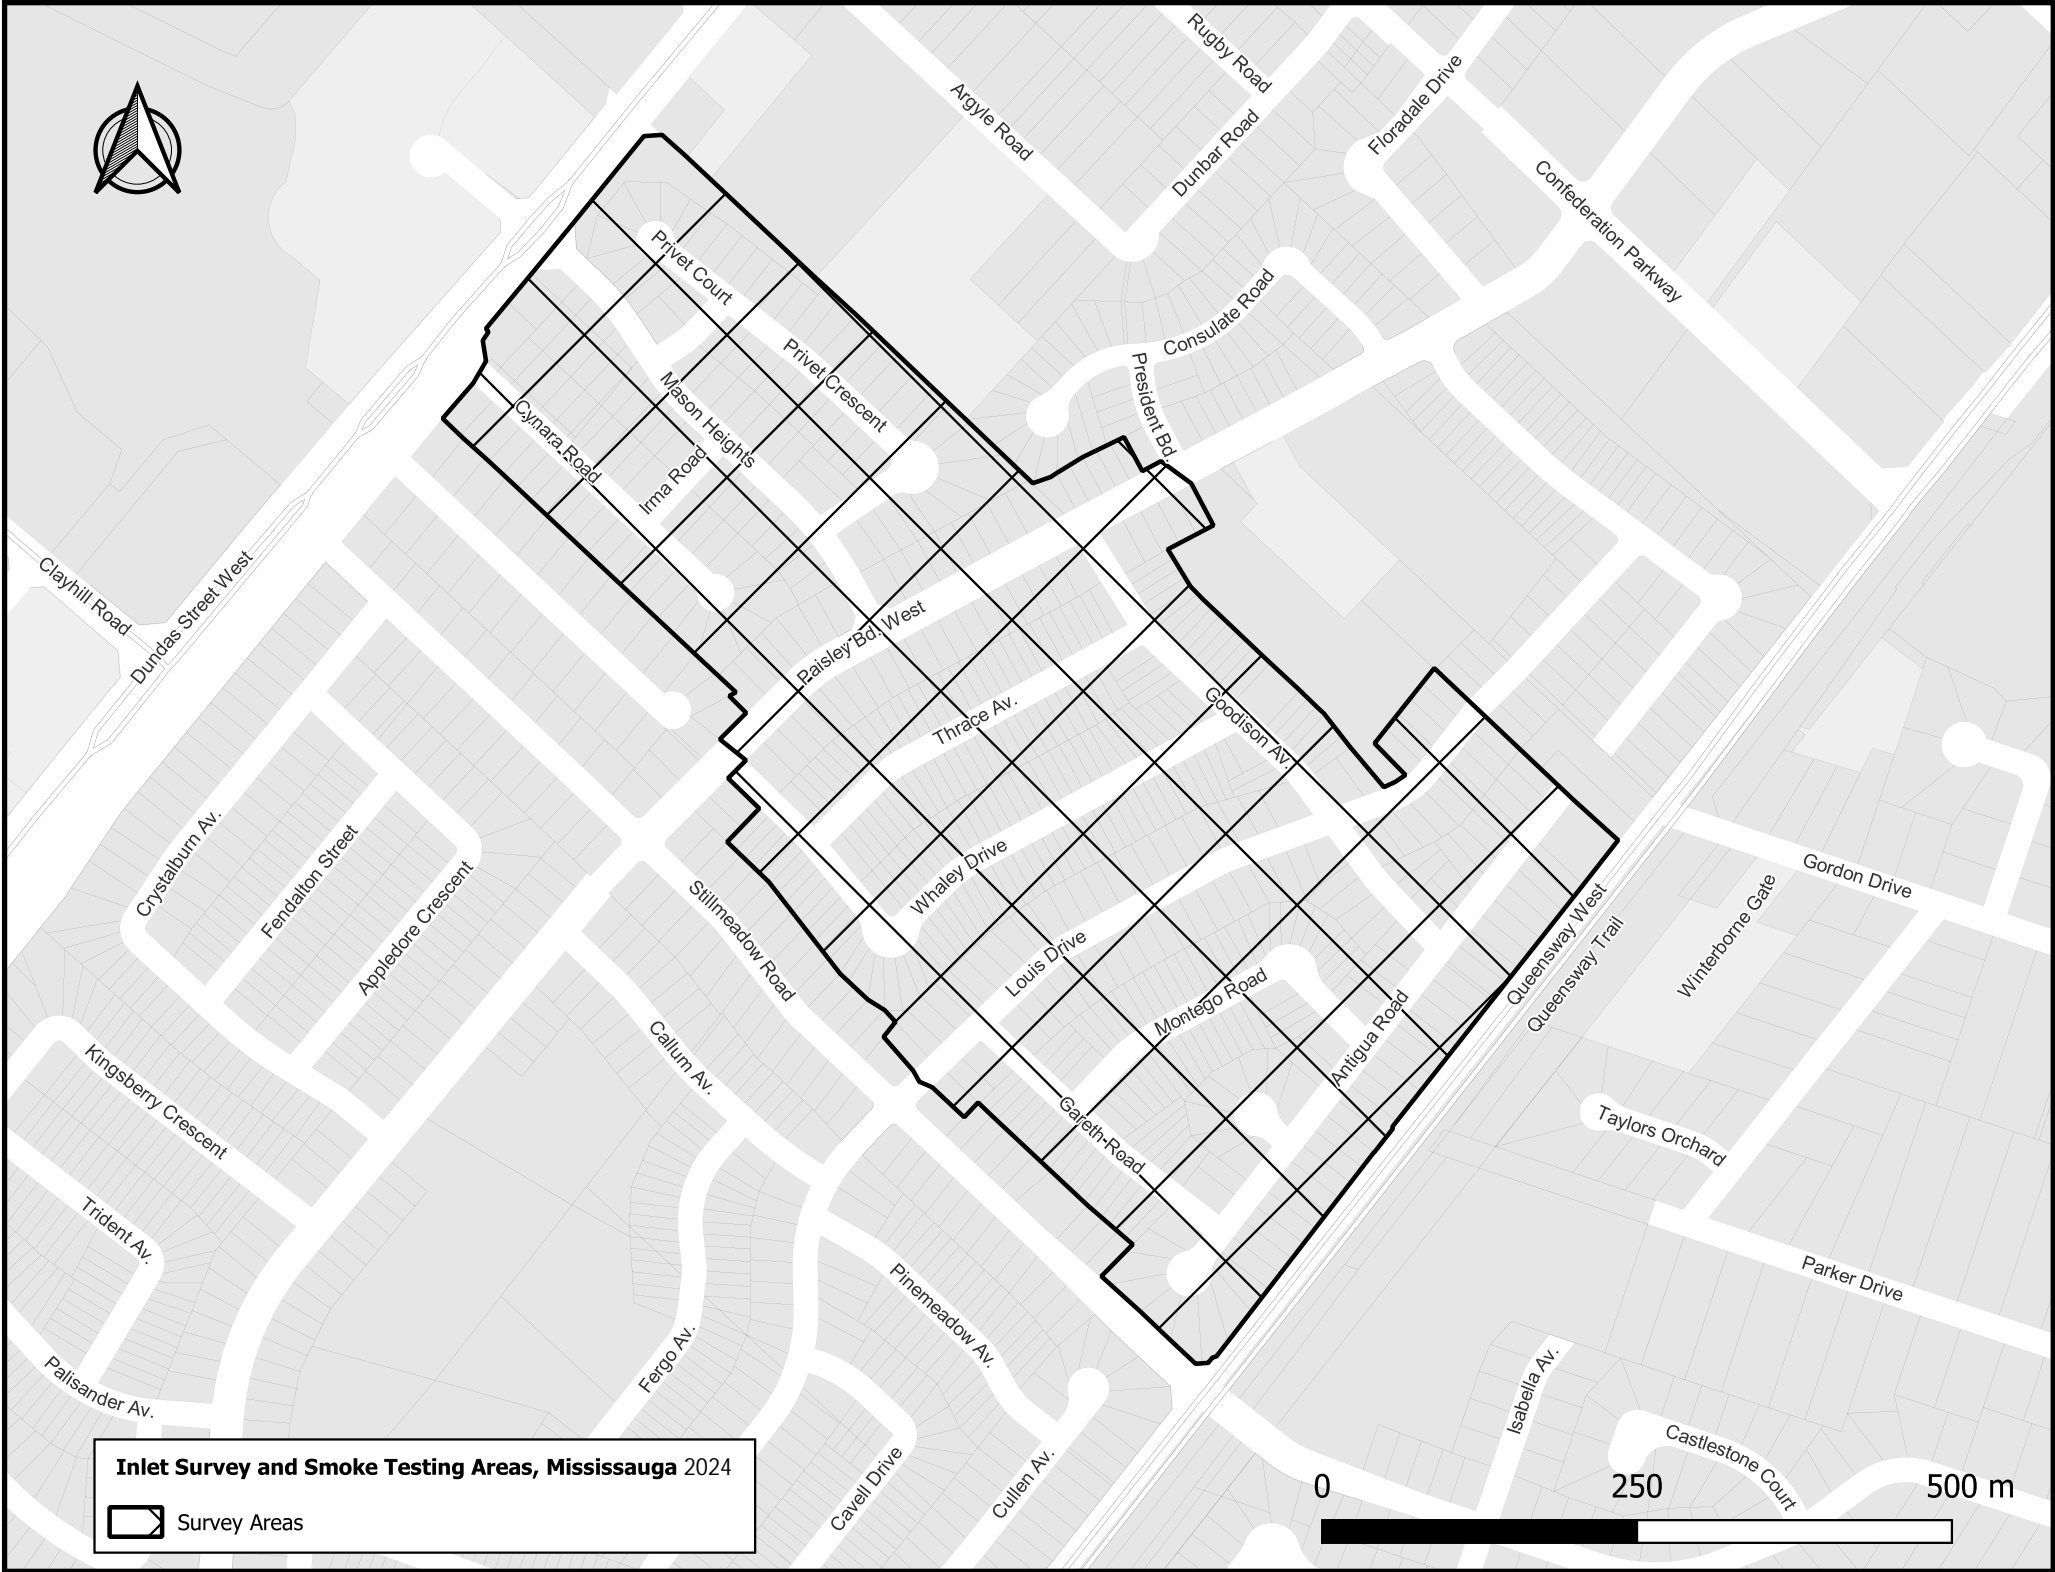 Rugby Road
Argyle Road
Dunbar Road
Floradale Drive
Confederation Parkway
Privet Court
Consulate Road
President Bd.
Privet Crescent
Mason Heights
Cynara Road
Irma Road
Clayhill Road
Dundas Street West
Paisley Bd. West
Thrace Av.
Goodison Av.
Crystalburn Av.
Fendalton Street
Appledore Crescent
Whaley Drive
Stillmeadow Road
Louis Drive
Montego Road
Antigua Road
Queensway West
Queensway Trail
Gordon Drive
Winterborne Gate
Callum Av.
Kingsberry Crescent
Gareth Road
Taylors Orchard
Trident Av.
Pinemeadow Av.
Parker Drive
Fergo Av.
Palisander Av.
Isabella Av.
Castlestone Court
Cavell Drive
Cullen Av.
Inlet Survey and Smoke Testing Areas, Mississauga 2024
Survey Areas
0 250 500 m